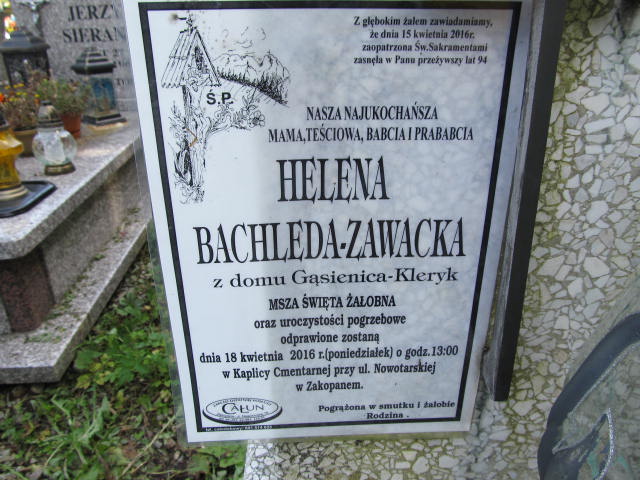 JERZY
SIERAN
Z głębokim żalem zawiadamiamy,
że dnia 15 kwietnia 2016r.
zaopatrzona Św.Sakramentami
zasnęła w Panu przeżywszy lat 94
Ś.P.
NASZA NAJUKOCHAŃSZA
MAMA,TEŚCIOWA, BABCIA I PRABABCIA
HELENA
BACHLEDA-ZAWACKA
z domu Gąsienica-Kleryk
MSZA ŚWIĘTA ŻAŁOBNA
oraz uroczystości pogrzebowe
odprawione zostaną
dnia 18 kwietnia 2016 r.(poniedziałek) o godz.13:00
w Kaplicy Cmentarnej przy ul. Nowotarskiej
w Zakopanem.
CAŁUN
Pogrążona w smutku i żałobie
Rodzina .